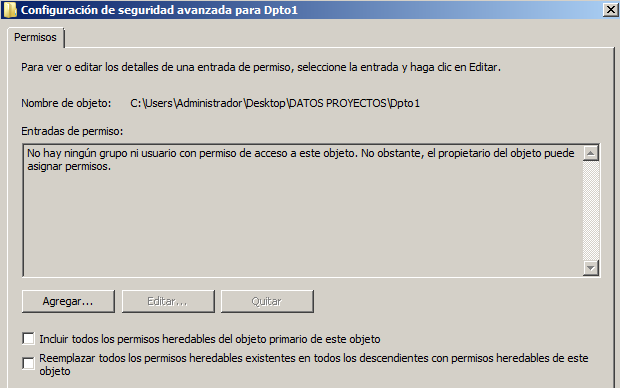 Configuración de seguridad avanzada para Dpto1
Permisos
Para ver o editar los detalles de una entrada de permiso, seleccione la entrada y haga clic en Editar.
Nombre de objeto: C:\Users\Administrador\Desktop\DATOS PROYECTOS\Dpto1
Entradas de permiso:
No hay ningún grupo ni usuario con permiso de acceso a este objeto. No obstante, el propietario del objeto puede
asignar permisos.
Agregar... Editar... Quitar
Incluir todos los permisos heredables del objeto primario de este objeto
Reemplazar todos los permisos heredables existentes en todos los descendientes con permisos heredables de este
objeto